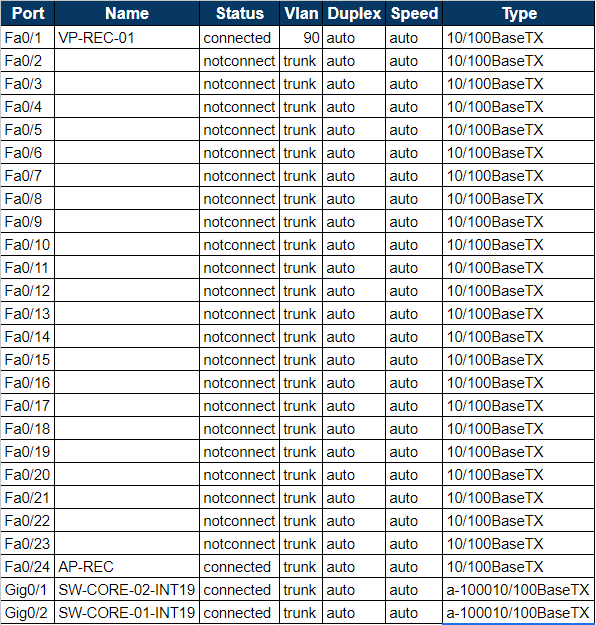 Port Name Status Vlan Duplex Speed Type
Fa0/1 VP-REC-01 connected 90 auto auto 10/100BaseTX
Fa0/2 notconnect trunk auto auto 10/100BaseTX
Fa0/3 notconnect trunk auto auto 10/100BaseTX
Fa0/4 notconnect trunk auto auto 10/100BaseTX
Fa0/5 notconnect trunk auto auto 10/100BaseTX
Fa0/6 notconnect trunk auto auto 10/100BaseTX
Fa0/7 notconnect trunk auto auto 10/100BaseTX
Fa0/8 notconnect trunk auto auto 10/100BaseTX
Fa0/9 notconnect trunk auto auto 10/100BaseTX
Fa0/10 notconnect trunk auto auto 10/100BaseTX
Fa0/11 notconnect trunk auto auto 10/100BaseTX
Fa0/12 notconnect trunk auto auto 10/100BaseTX
Fa0/13 notconnect trunk auto auto 10/100BaseTX
Fa0/14 notconnect trunk auto auto 10/100BaseTX
Fa0/15 notconnect trunk auto auto 10/100BaseTX
Fa0/16 notconnect trunk auto auto 10/100BaseTX
Fa0/17 notconnect trunk auto auto 10/100BaseTX
Fa0/18 notconnect trunk auto auto 10/100BaseTX
Fa0/19 notconnect trunk auto auto 10/100BaseTX
Fa0/20 notconnect trunk auto auto 10/100BaseTX
Fa0/21 notconnect trunk auto auto 10/100BaseTX
Fa0/22 notconnect trunk auto auto 10/100BaseTX
Fa0/23 notconnect trunk auto auto 10/100BaseTX
Fa0/24 AP-REC connected trunk auto auto 10/100BaseTX
Gig0/1 SW-CORE-02-INT19 connected trunk auto auto a-100010/100BaseTX
Gig0/2 SW-CORE-01-INT19 connected trunk auto auto a-100010/100BaseTX